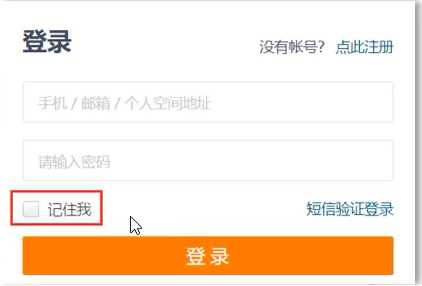 登录 没有帐号? 点此注册
手机 / 邮箱 / 个人空间地址
请输入密码
记住我 短信验证登录
登录